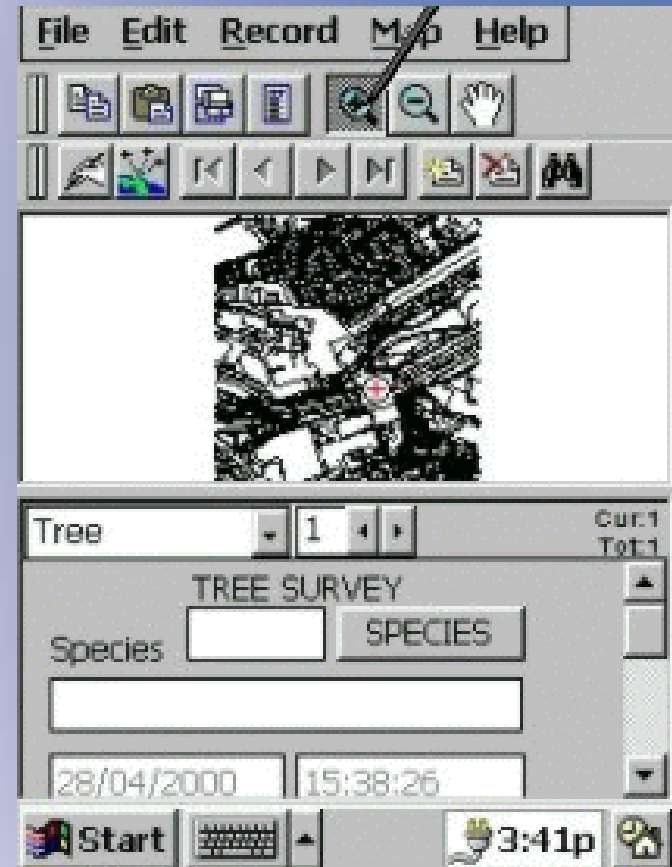 File Edit Record Map Help
Tree 1 Cur:1
Tot:1
TREE SURVEY
Species SPECIES
28/04/2000 15:38:26
Start 3:41p